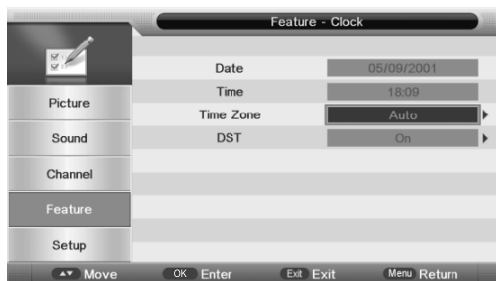 Feature - Clock
Date 05/09/2001
Time 18:09
Time Zone Auto
DST On
Picture
Sound
Channel
Feature
Setup
Move OK Enter Exit Exit Menu Return